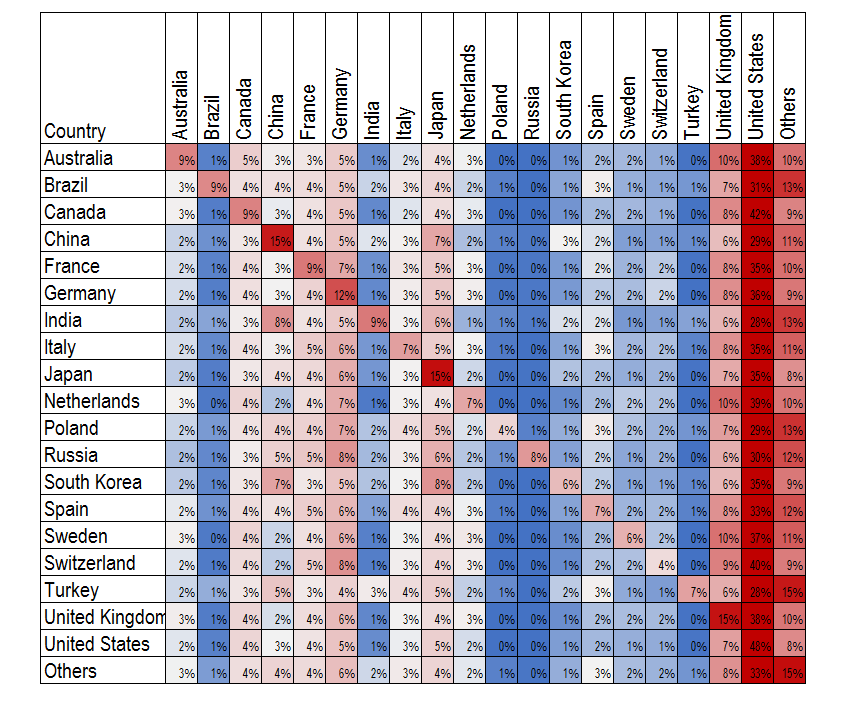 Country Australia Brazil Canada China France Germany India Italy Japan Netherlands Poland Russia South Korea Spain Sweden Switzerland Turkey United Kingdom United States Others
Australia 9% 1% 5% 3% 3% 5% 1% 2% 4% 3% 0% 0% 1% 2% 2% 1% 0% 10% 38% 10%
Brazil 3% 9% 4% 4% 4% 5% 2% 3% 4% 2% 1% 0% 1% 3% 1% 1% 1% 7% 31% 13%
Canada 3% 1% 9% 3% 4% 5% 1% 2% 4% 3% 0% 0% 1% 2% 2% 1% 0% 8% 42% 9%
China 2% 1% 3% 15% 4% 5% 2% 3% 7% 2% 1% 0% 3% 2% 1% 1% 1% 6% 29% 11%
France 2% 1% 4% 3% 9% 7% 1% 3% 5% 3% 0% 0% 1% 2% 2% 2% 0% 8% 35% 10%
Germany 2% 1% 4% 3% 4% 12% 1% 3% 5% 3% 0% 0% 1% 2% 2% 2% 0% 8% 36% 9%
India 2% 1% 3% 8% 4% 5% 9% 3% 6% 1% 1% 1% 2% 2% 1% 1% 1% 6% 28% 13%
Italy 2% 1% 4% 3% 5% 6% 1% 7% 5% 3% 1% 0% 1% 3% 2% 2% 1% 8% 35% 11%
Japan 2% 1% 3% 4% 4% 6% 1% 3% 15% 2% 0% 0% 2% 2% 1% 2% 0% 7% 35% 8%
Netherlands 3% 0% 4% 2% 4% 7% 1% 3% 4% 7% 0% 0% 1% 2% 2% 2% 0% 10% 39% 10%
Poland 2% 1% 4% 4% 4% 7% 2% 4% 5% 2% 4% 1% 1% 3% 2% 2% 1% 7% 29% 13%
Russia 2% 1% 3% 5% 5% 8% 2% 3% 6% 2% 1% 8% 1% 2% 2% 2% 0% 6% 30% 12%
South Korea 2% 1% 3% 7% 3% 5% 2% 3% 8% 2% 0% 0% 6% 2% 1% 1% 1% 6% 35% 9%
Spain 2% 1% 4% 4% 5% 6% 1% 4% 4% 3% 1% 0% 1% 7% 2% 2% 1% 8% 33% 12%
Sweden 3% 0% 4% 2% 4% 6% 1% 3% 4% 3% 0% 0% 1% 2% 6% 2% 0% 10% 37% 11%
Switzerland 2% 1% 4% 2% 5% 8% 1% 3% 4% 3% 0% 0% 1% 2% 2% 4% 0% 9% 40% 9%
Turkey 2% 1% 3% 5% 3% 4% 3% 4% 5% 2% 1% 0% 2% 3% 1% 1% 7% 6% 28% 15%
United Kingdom 3% 1% 4% 2% 4% 6% 1% 3% 4% 3% 0% 0% 1% 2% 2% 1% 0% 15% 38% 10%
United States 2% 1% 4% 3% 4% 5% 1% 3% 5% 2% 0% 0% 1% 2% 1% 1% 0% 7% 48% 8%
Others 3% 1% 4% 4% 4% 6% 2% 3% 4% 2% 1% 0% 1% 3% 2% 2% 1% 8% 33% 15%